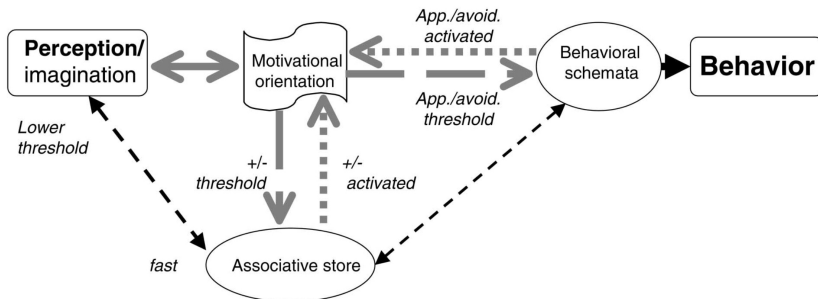 Perception/
imagination
Motivational
orientation
App./avoid.
activated
App./avoid.
threshold
Behavioral
schemata
Behavior
Lower
threshold
+/-
threshold
+/-
activated
fast
Associative store